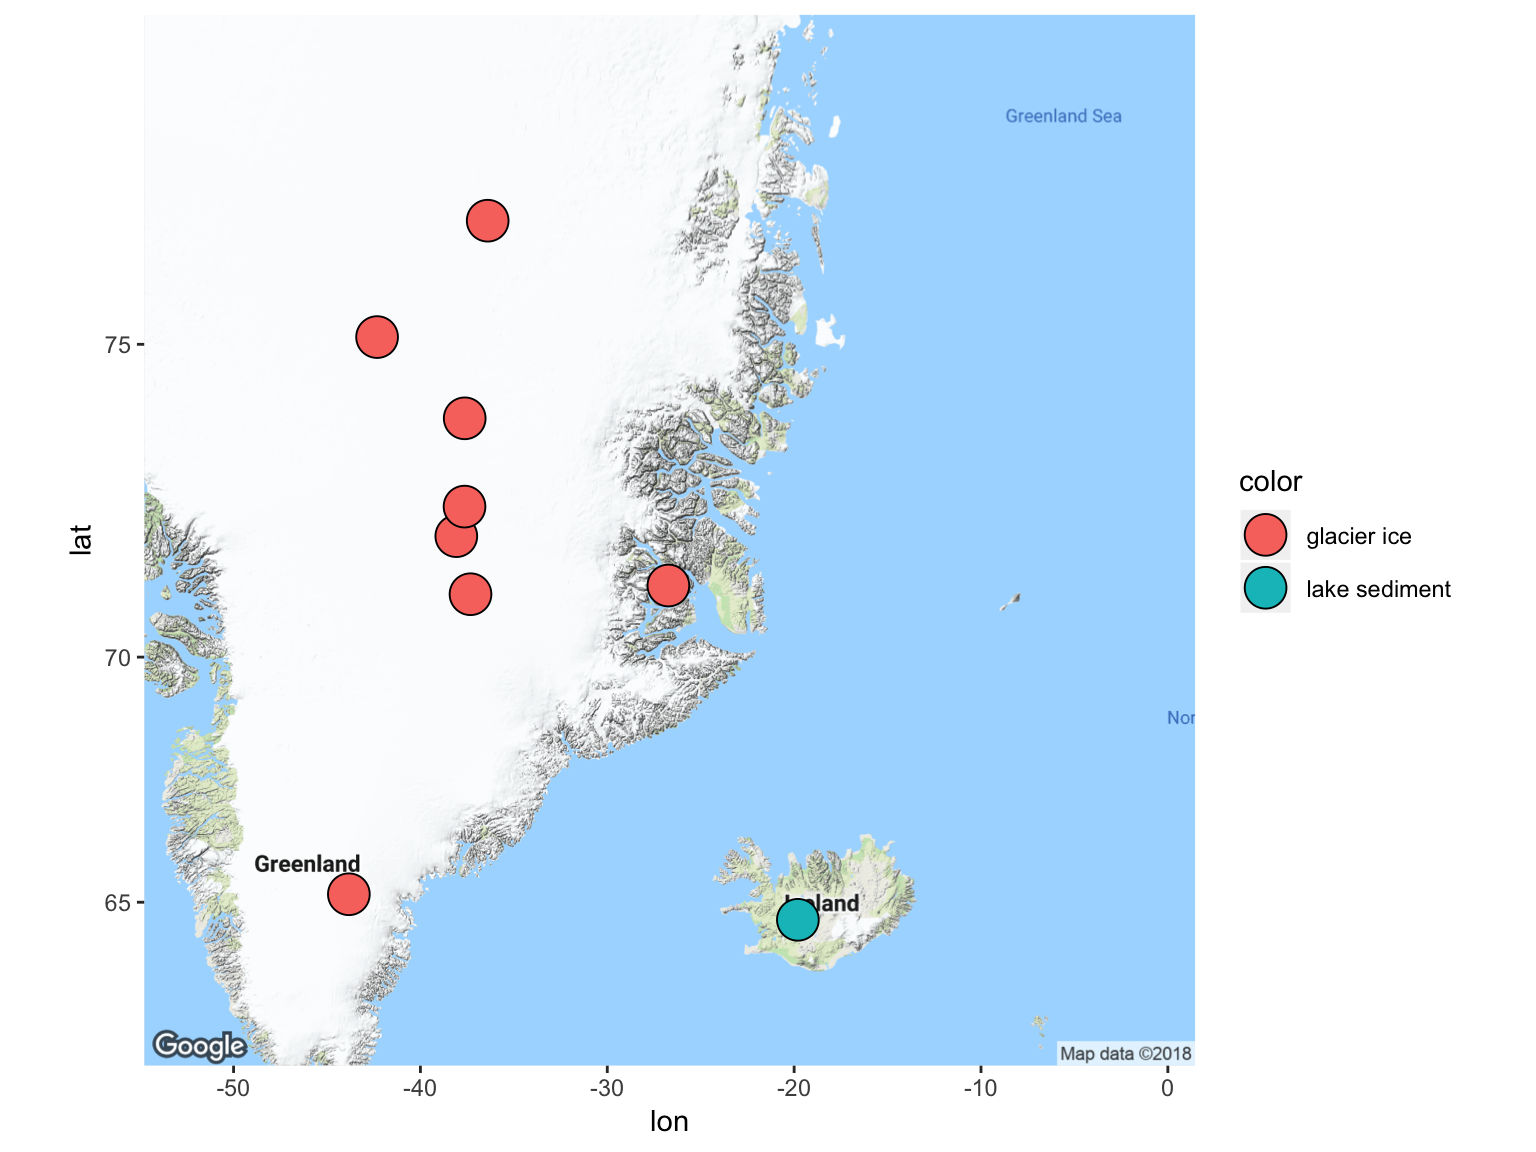 Greenland Sea
75
70
Nor
Greenland
65
Iceland
Google
Map data ©2018
-50
-40
-30
-20
-10
0
lon
lat
color
glacier ice
lake sediment